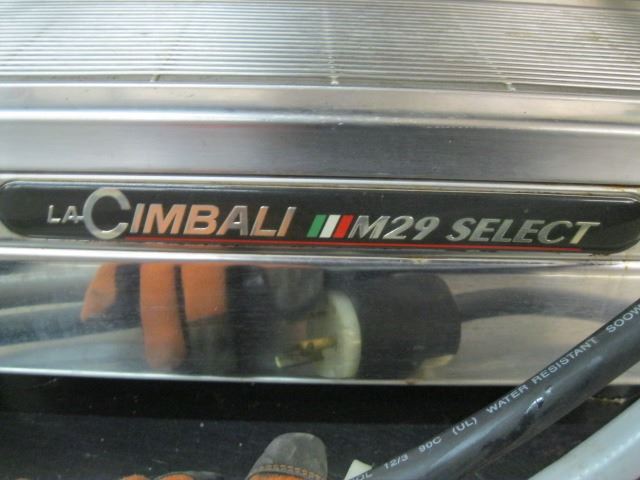 LA CIMBALI M29 SELECT
12/3 90C (UL) WATER RESISTANT SOOW